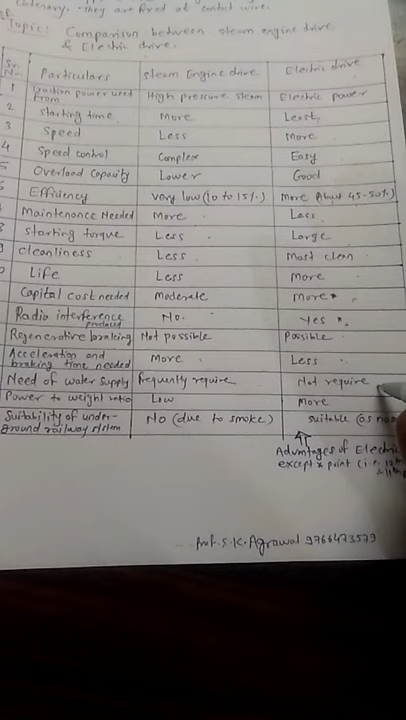 They are fixed at contact wire.
Topic: Comparison between steam engine drive
& Electric drive.
Sr. No. Particulars Steam Engine drive Electric drive
1 power used from High pressure steam Electric power
2 Starting time More Least,
3 Speed Less More
4 Speed control Complex Easy
5 Overload Capacity Lower Good
Efficiency Very low (10 to 15%) More About 45-50%)
Maintenance Needed More Less
Starting torque Less Large
Cleanliness Less Most clean
Life Less More
Capital cost needed Moderate More
Radio interference produced No. Yes
Regenerative braking Not possible Possible
Acceleration and braking time needed More Less
Need of water supply Frequently require Not require
Power to weight ratio Low More
Suitability of under-ground railway system No (due to smoke) suitable (as no
Advantages of Electric
except x point (i.e.
Prof. S. K. Agrawal 9766473579